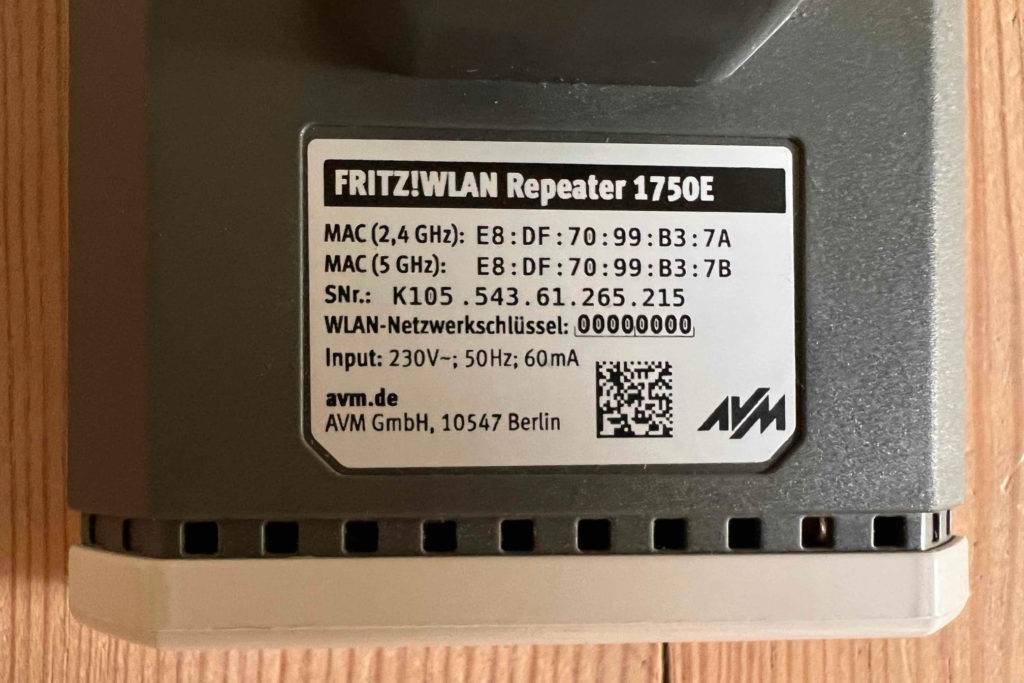 FRITZ!WLAN Repeater 1750E
MAC (2,4 GHz): E8:DF:70:99:B3:7A
MAC (5 GHz): E8:DF:70:99:B3:7B
SNr.: K105.543.61.265.215
WLAN-Netzwerkschlüssel: 00000000
Input: 230V~; 50Hz; 60mA
avm.de
AVM GmbH, 10547 Berlin
AVM